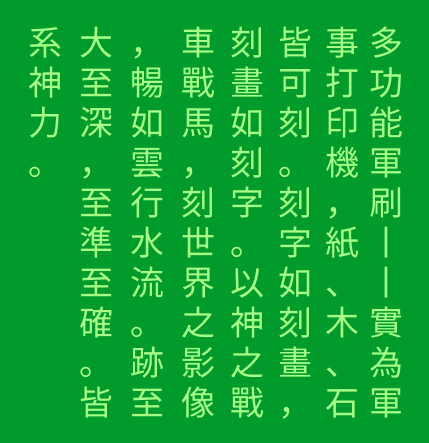 多功能軍刷｜｜實為軍
事打印機，紙、木、石
皆可刻。刻字如刻畫，
刻畫如刻字。以神之戰
車戰馬，刻世界之影像
，暢如雲行水流。跡至
大至深，至準至確。皆
系神力。